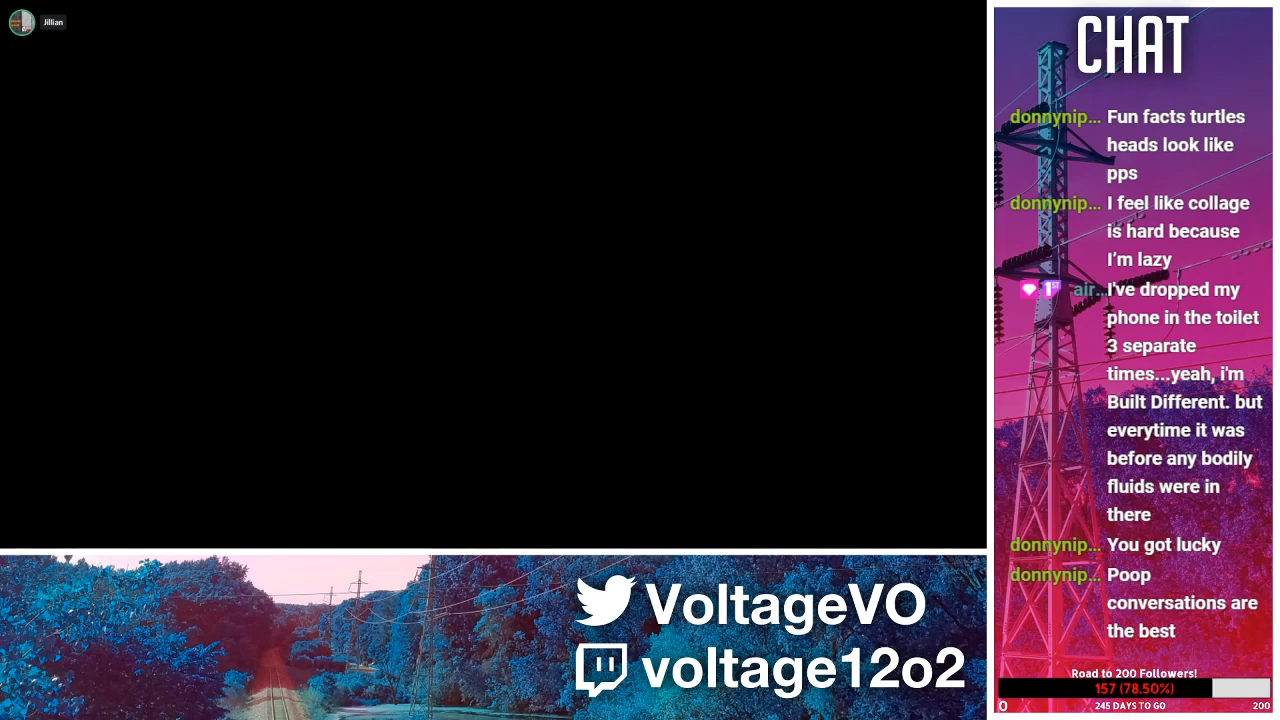 Jillian
CHAT
donnynip... Fun facts turtles
heads look like
pps
donnynip... I feel like collage
is hard because
I'm lazy
1ST air... I've dropped my
phone in the toilet
3 separate
times...yeah, i'm
Built Different. but
everytime it was
before any bodily
fluids were in
there
donnynip... You got lucky
donnynip... Poop
conversations are
the best
Road to 200 Followers!
157 (78.50%)
0 245 DAYS TO GO 200
VoltageVO
voltage12o2